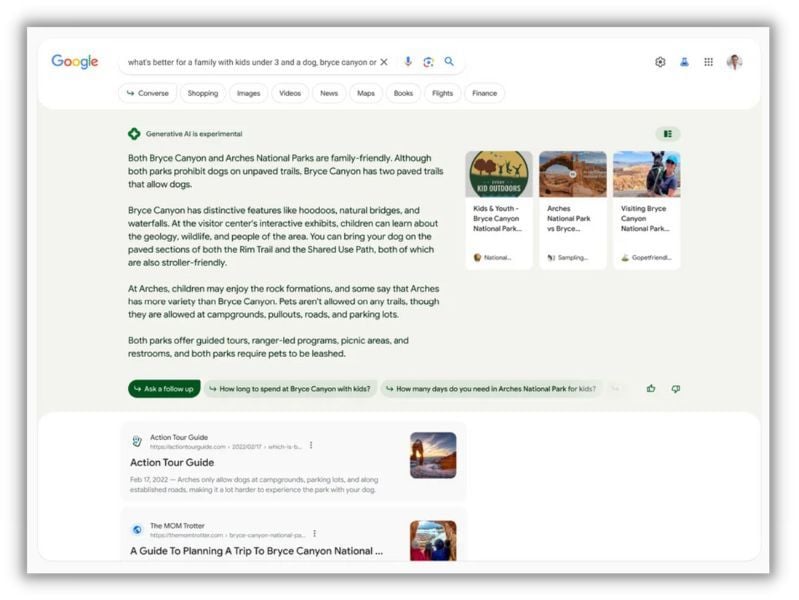 Google
what's better for a family with kids under 3 and a dog, bryce canyon or
Converse Shopping Images Videos News Maps Books Flights Finance
Generative AI is experimental
Both Bryce Canyon and Arches National Parks are family-friendly. Although
both parks prohibit dogs on unpaved trails, Bryce Canyon has two paved trails
that allow dogs.
Bryce Canyon has distinctive features like hoodoos, natural bridges, and
waterfalls. At the visitor center's interactive exhibits, children can learn about
the geology, wildlife, and people of the area. You can bring your dog on the
paved sections of both the Rim Trail and the Shared Use Path, both of which
are also stroller-friendly.
At Arches, children may enjoy the rock formations, and some say that Arches
has more variety than Bryce Canyon. Pets aren't allowed on any trails, though
they are allowed at campgrounds, pullouts, roads, and parking lots.
Both parks offer guided tours, ranger-led programs, picnic areas, and
restrooms, and both parks require pets to be leashed.
EVERY
KID OUTDOORS
Kids & Youth -
Bryce Canyon
National Park...
National...
Arches
National Park
vs Bryce...
Sampling...
Visiting Bryce
Canyon
National Park...
Gopetfriendl...
Ask a follow up
How long to spend at Bryce Canyon with kids?
How many days do you need in Arches National Park for kids?
Action Tour Guide
https://actiontourguide.com › 2022/02/17 › which-is-b...
Action Tour Guide
Feb 17, 2022 — Arches only allow dogs at campgrounds, parking lots, and along
established roads, making it a lot harder to experience the park with your dog.
The MOM Trotter
https://themomtrotter.com › bryce-canyon-national-pa...
A Guide To Planning A Trip To Bryce Canyon National ...